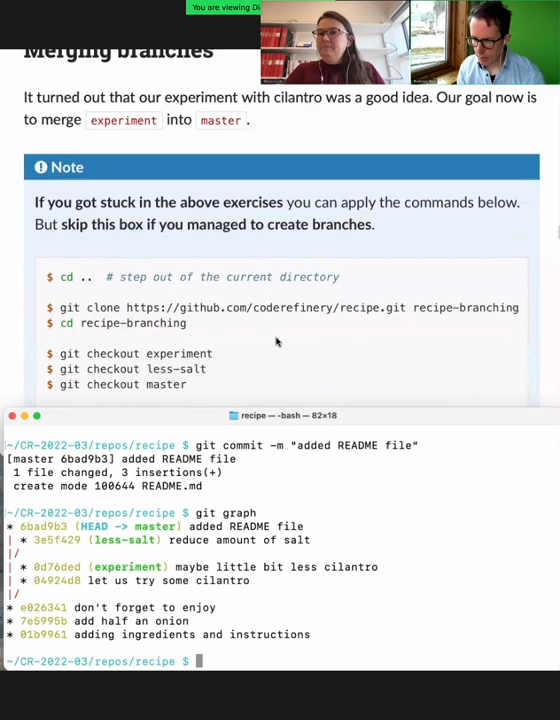 You are viewing Di
Merging branches
It turned out that our experiment with cilantro was a good idea. Our goal now is
to merge experiment into master .
Note
If you got stuck in the above exercises you can apply the commands below.
But skip this box if you managed to create branches.
$ cd .. # step out of the current directory
$ git clone https://github.com/coderefinery/recipe.git recipe-branching
$ cd recipe-branching
$ git checkout experiment
$ git checkout less-salt
$ git checkout master
recipe — -bash — 82×18
~/CR-2022-03/repos/recipe $ git commit -m "added README file"
[master 6bad9b3] added README file
1 file changed, 3 insertions(+)
create mode 100644 README.md
~/CR-2022-03/repos/recipe $ git graph
* 6bad9b3 (HEAD -> master) added README file
| * 3e5f429 (less-salt) reduce amount of salt
|/
| * 0d76ded (experiment) maybe little bit less cilantro
| * 04924d8 let us try some cilantro
|/
* e026341 don't forget to enjoy
* 7e5995b add half an onion
* 01b9961 adding ingredients and instructions
~/CR-2022-03/repos/recipe $